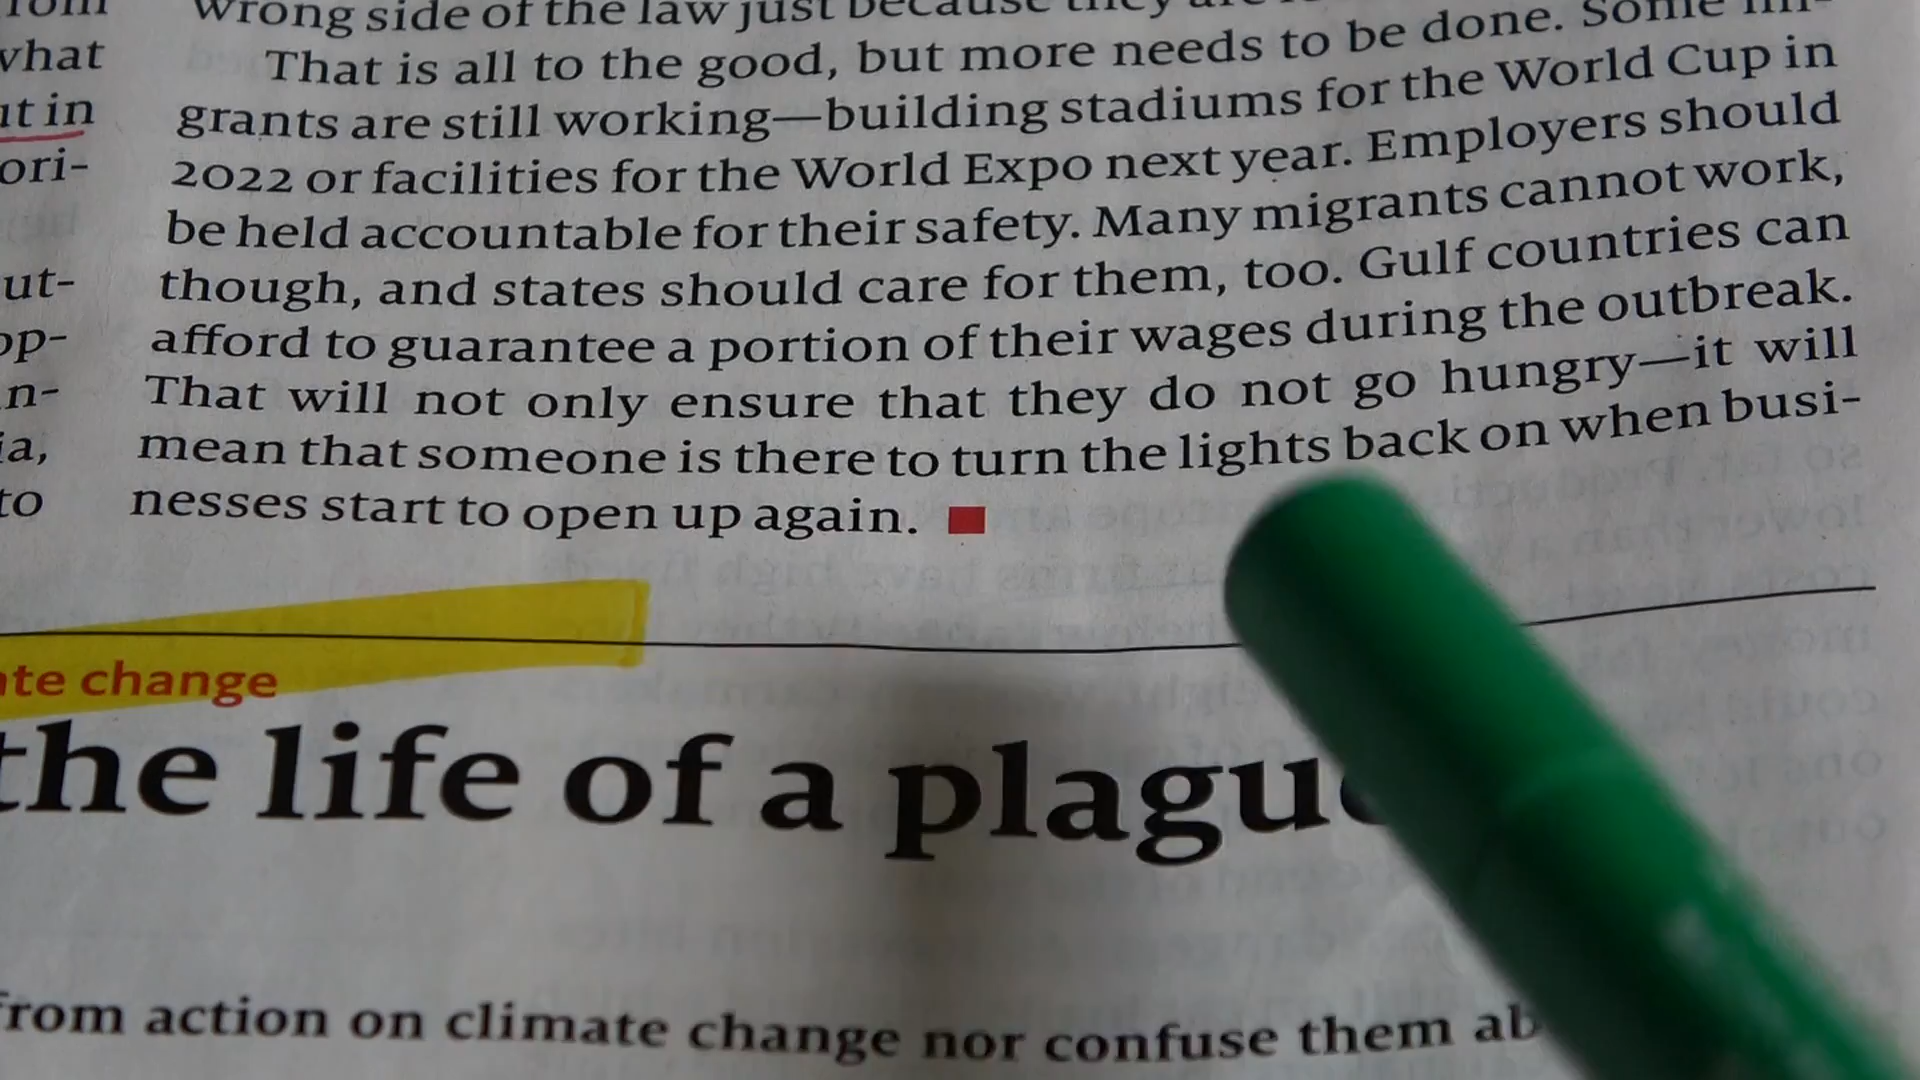 what
ut in
ori-
ut-
op-
n-
ia,
to
wrong side of the law just because they are
That is all to the good, but more needs to be done. Some im-
grants are still working—building stadiums for the World Cup in
2022 or facilities for the World Expo next year. Employers should
be held accountable for their safety. Many migrants cannot work,
though, and states should care for them, too. Gulf countries can
afford to guarantee a portion of their wages during the outbreak.
That will not only ensure that they do not go hungry—it will
mean that someone is there to turn the lights back on when busi-
nesses start to open up again.
ate change
the life of a plague
from action on climate change nor confuse them ab